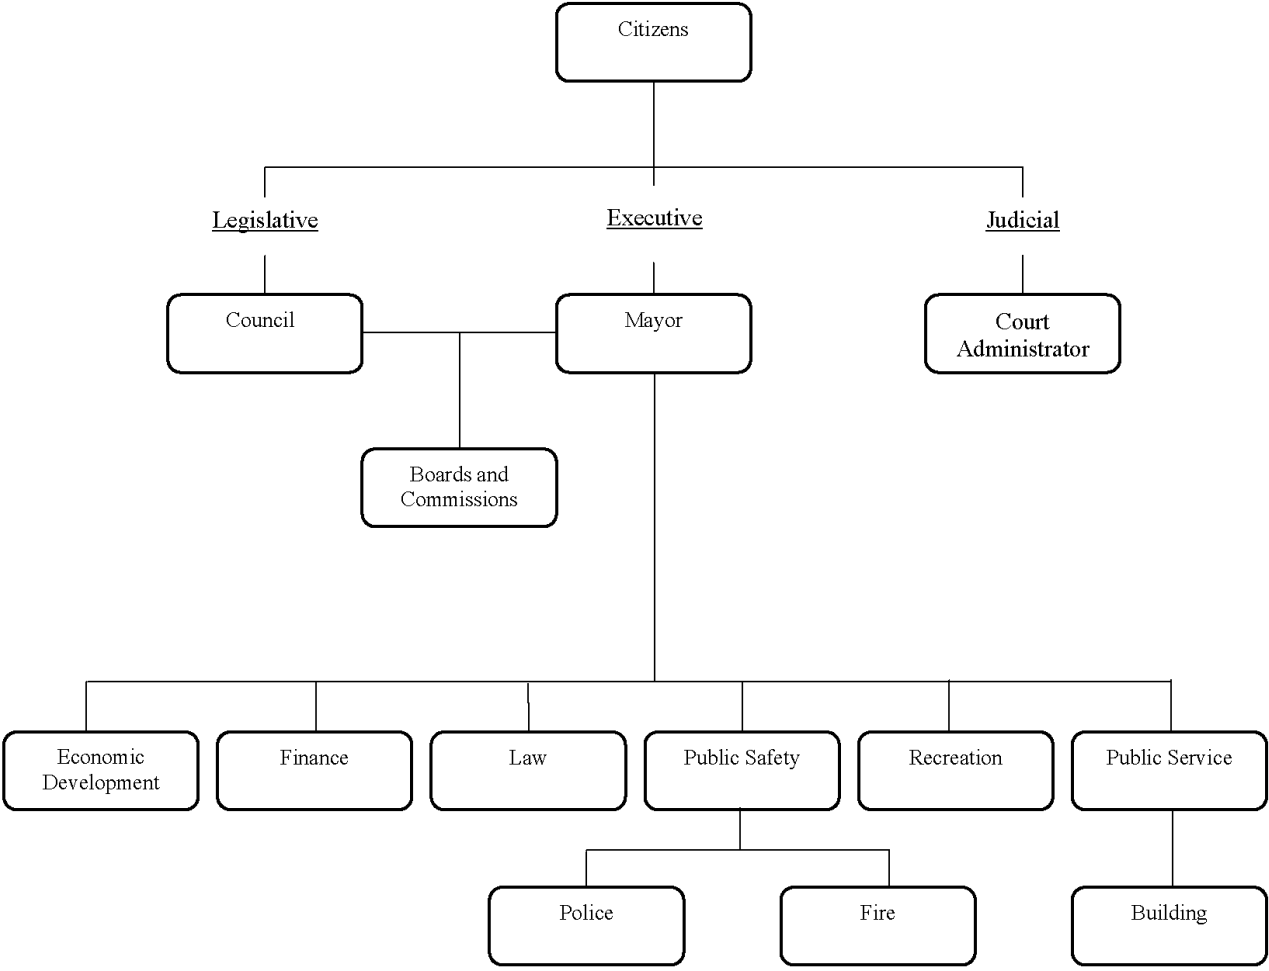 Citizens
Legislative
Executive
Judicial
Council
Mayor
Court
Administrator
Boards and
Commissions
Economic
Development
Finance
Law
Public Safety
Recreation
Public Service
Police
Fire
Building